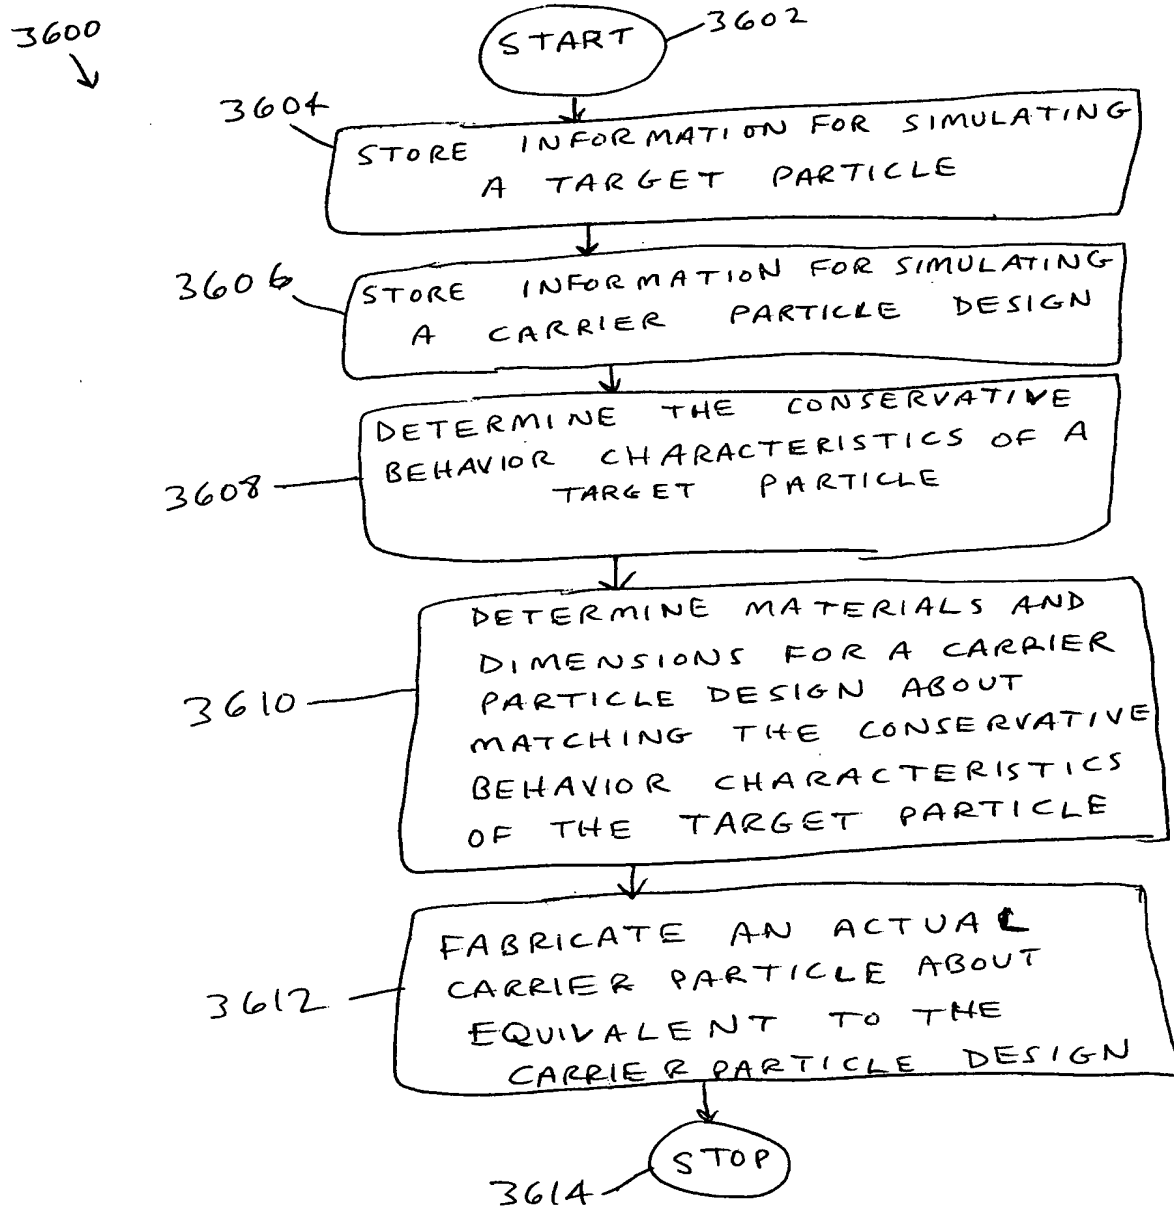 3600
START
3602
3604
STORE INFORMATION FOR SIMULATING
A TARGET PARTICLE
3606
STORE INFORMATION FOR SIMULATING
A CARRIER PARTICLE DESIGN
3608
DETERMINE THE CONSERVATIVE
BEHAVIOR CHARACTERISTICS OF A
TARGET PARTICLE
3610
DETERMINE MATERIALS AND
DIMENSIONS FOR A CARRIER
PARTICLE DESIGN ABOUT
MATCHING THE CONSERVATIVE
BEHAVIOR CHARACTERISTICS
OF THE TARGET PARTICLE
3612
FABRICATE AN ACTUAL
CARRIER PARTICLE ABOUT
EQUIVALENT TO THE
CARRIER PARTICLE DESIGN
STOP
3614